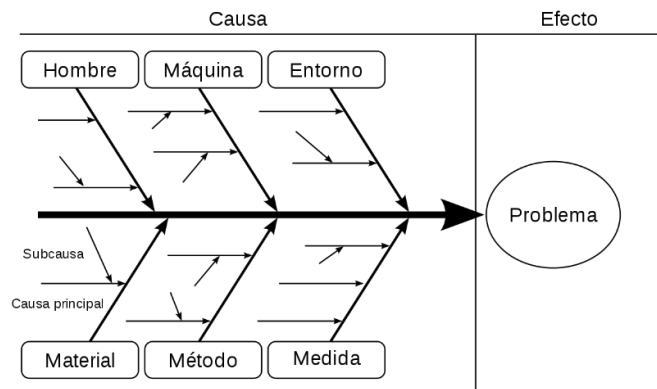 Causa
Efecto
Hombre
Máquina
Entorno
Problema
Subcausa
Causa principal
Material
Método
Medida